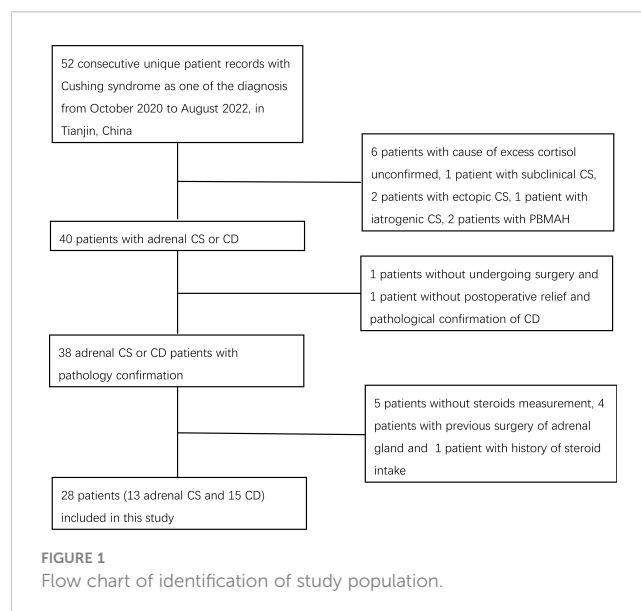 52 consecutive unique patient records with
Cushing syndrome as one of the diagnosis
from October 2020 to August 2022, in
Tianjin, China
6 patients with cause of excess cortisol
unconfirmed, 1 patient with subclinical CS,
2 patients with ectopic CS, 1 patient with
iatrogenic CS, 2 patients with PBMAH
40 patients with adrenal CS or CD
1 patients without undergoing surgery and
1 patient without postoperative relief and
pathological confirmation of CD
38 adrenal CS or CD patients with
pathology confirmation
5 patients without steroids measurement, 4
patients with previous surgery of adrenal
gland and 1 patient with history of steroid
intake
28 patients (13 adrenal CS and 15 CD)
included in this study
FIGURE 1
Flow chart of identification of study population.